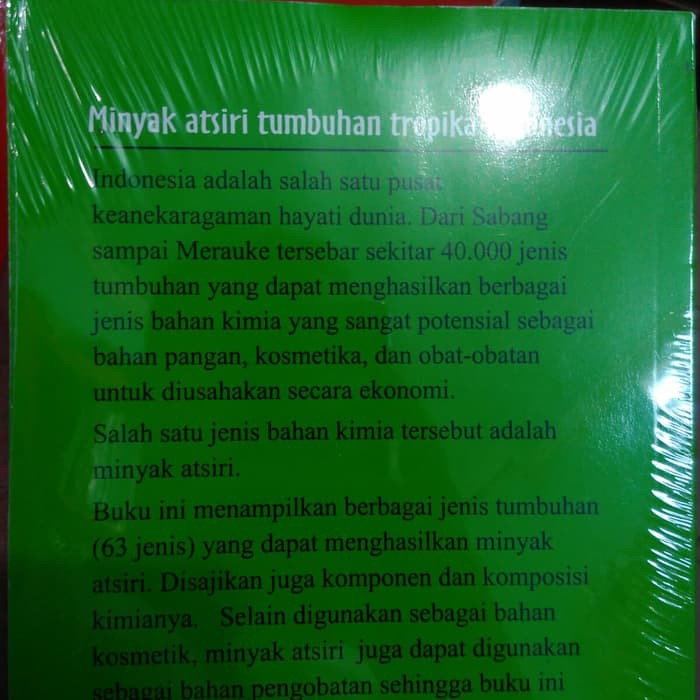 Minyak atsiri tumbuhan tropika Indonesia
Indonesia adalah salah satu pusat
keanekaragaman hayati dunia. Dari Sabang
sampai Merauke tersebar sekitar 40.000 jenis
tumbuhan yang dapat menghasilkan berbagai
jenis bahan kimia yang sangat potensial sebagai
bahan pangan, kosmetika, dan obat-obatan
untuk diusahakan secara ekonomi.
Salah satu jenis bahan kimia tersebut adalah
minyak atsiri.
Buku ini menampilkan berbagai jenis tumbuhan
(63 jenis) yang dapat menghasilkan minyak
atsiri. Disajikan juga komponen dan komposisi
kimianya. Selain digunakan sebagai bahan
kosmetik, minyak atsiri juga dapat digunakan
sebagai bahan pengobatan sehingga buku ini